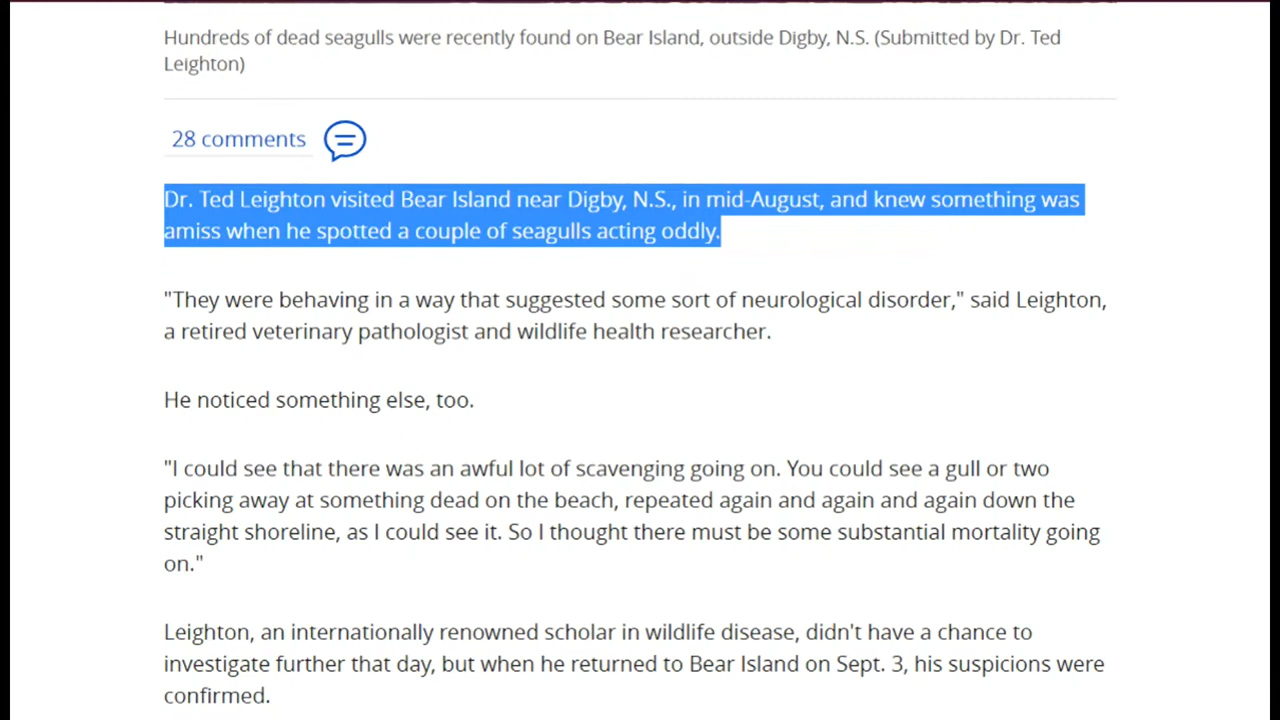 Hundreds of dead seagulls were recently found on Bear Island, outside Digby, N.S. (Submitted by Dr. Ted
Leighton)
28 comments
Dr. Ted Leighton visited Bear Island near Digby, N.S., in mid-August, and knew something was
amiss when he spotted a couple of seagulls acting oddly.
"They were behaving in a way that suggested some sort of neurological disorder," said Leighton,
a retired veterinary pathologist and wildlife health researcher.
He noticed something else, too.
"I could see that there was an awful lot of scavenging going on. You could see a gull or two
picking away at something dead on the beach, repeated again and again and again down the
straight shoreline, as I could see it. So I thought there must be some substantial mortality going
on."
Leighton, an internationally renowned scholar in wildlife disease, didn't have a chance to
investigate further that day, but when he returned to Bear Island on Sept. 3, his suspicions were
confirmed.